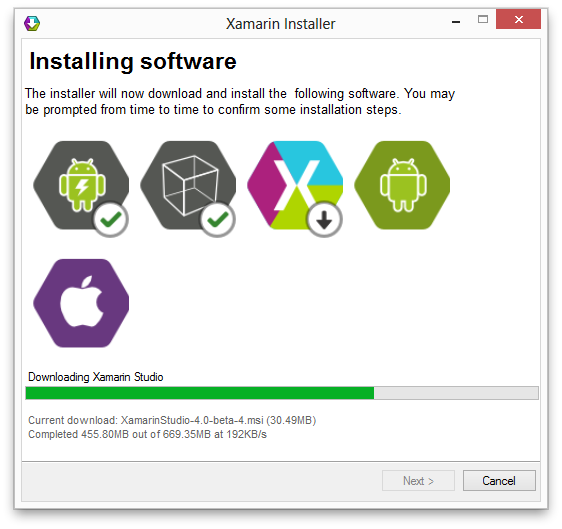 Xamarin Installer
Installing software
The installer will now download and install the following software. You may
be prompted from time to time to confirm some installation steps.
Downloading Xamarin Studio
Current download: XamarinStudio-4.0-beta-4.msi (30.49MB)
Completed 455.80MB out of 669.35MB at 192KB/s
Next >
Cancel